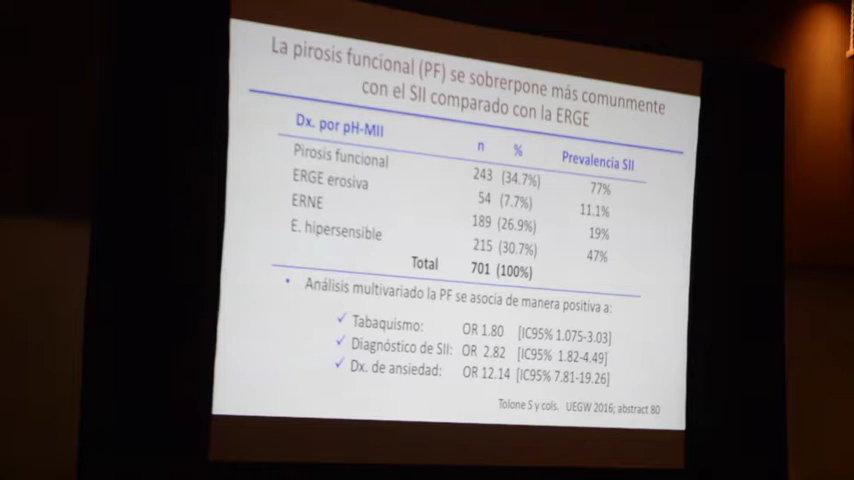 La pirosis funcional (PF) se sobrerpone más comunmente
con el SII comparado con la ERGE
Dx. por pH-MII n % Prevalencia SII
Pirosis funcional 243 (34.7%) 77%
ERGE erosiva 54 (7.7%) 11.1%
ERNE 189 (26.9%) 19%
E. hipersensible 215 (30.7%) 47%
Total 701 (100%)
• Análisis multivariado la PF se asocia de manera positiva a:
✓ Tabaquismo: OR 1.80 [IC95% 1.075-3.03]
✓ Diagnóstico de SII: OR 2.82 [IC95% 1.82-4.49]
✓ Dx. de ansiedad: OR 12.14 [IC95% 7.81-19.26]
Tolone S y cols. UEGW 2016; abstract 80